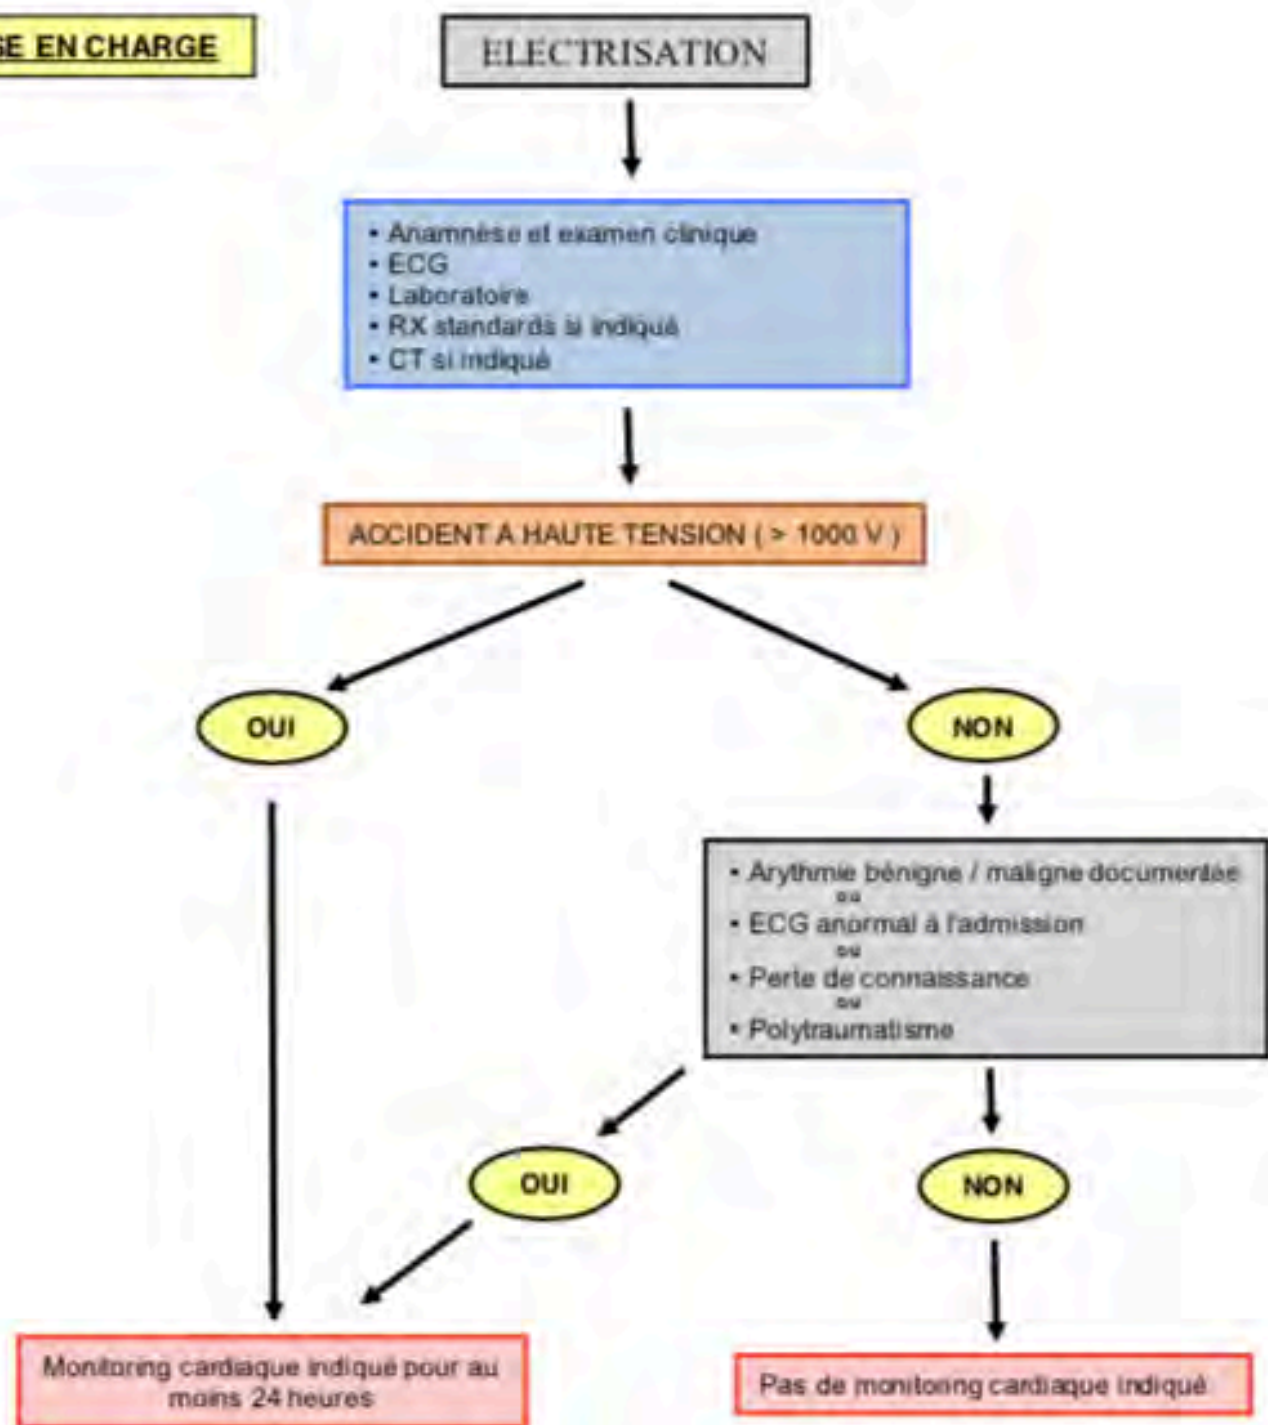 SE EN CHARGE
ELECTRISATION
• Anamnèse et examen clinique
• ECG
• Laboratoire
• RX standards si indiqué
• CT si indiqué
ACCIDENT A HAUTE TENSION ( > 1000 V )
OUI
NON
• Arythmie bénigne / maligne documentée
ou
• ECG anormal à l'admission
ou
• Perte de connaissance
ou
• Polytraumatisme
OUI
NON
Monitoring cardiaque indiqué pour au
moins 24 heures
Pas de monitoring cardiaque indiqué